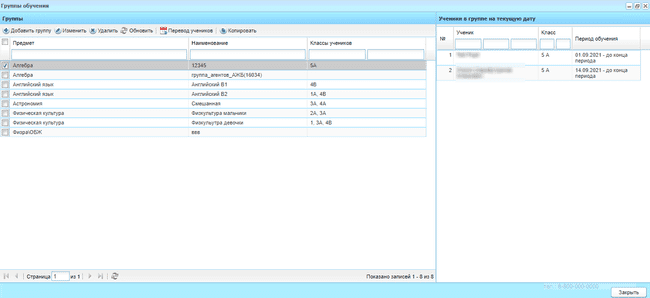 Группы обучения
Группы
Добавить группу Изменить Удалить Обновить Перевод учеников Копировать
Предмет Наименование Классы учеников
Алгебра 12345 5А
Алгебра группа_агентов_АЖБ(16034)
Английский язык Английский В1 4В
Английский язык Английский В2 1А, 4В
Астрономия Смешанная 3А, 4А
Физическая культура Физкультура мальчики 2А, 3А
Физическая культура Физкультура девочки 1, 3А, 4В
Физра\ОБЖ ввв
Страница 1 из 1
Показано записей 1 - 8 из 8
Ученики в группе на текущую дату
№ Ученик Класс Период обучения
1 5 А 01.09.2021 - до конца
периода
2 5 А 14.09.2021 - до конца
периода
Закрыть